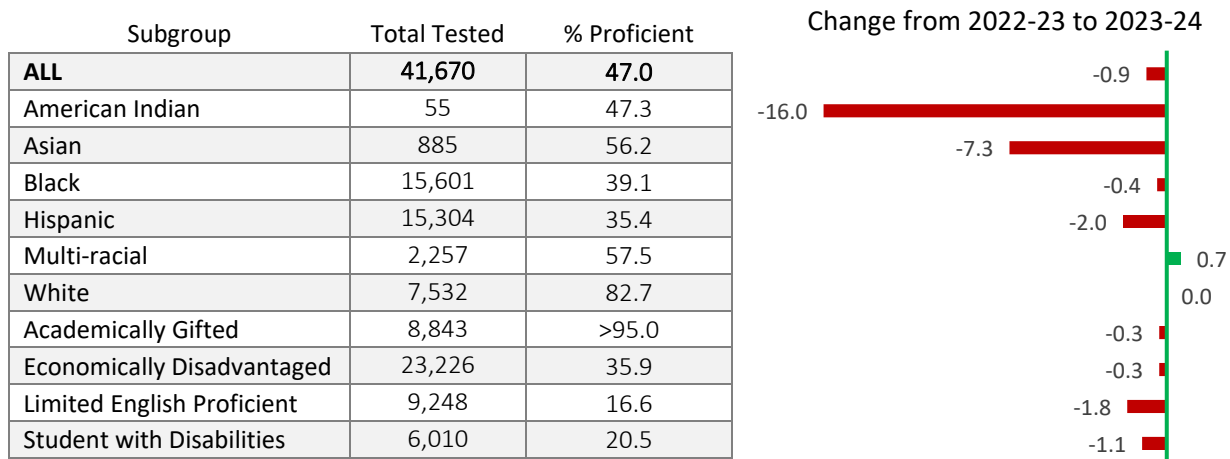 Change from 2022-23 to 2023-24
Subgroup Total Tested % Proficient
ALL 41,670 47.0 -0.9
American Indian 55 47.3 -16.0
Asian 885 56.2 -7.3
Black 15,601 39.1 -0.4
Hispanic 15,304 35.4 -2.0
Multi-racial 2,257 57.5 0.7
White 7,532 82.7 0.0
Academically Gifted 8,843 >95.0 -0.3
Economically Disadvantaged 23,226 35.9 -0.3
Limited English Proficient 9,248 16.6 -1.8
Student with Disabilities 6,010 20.5 -1.1